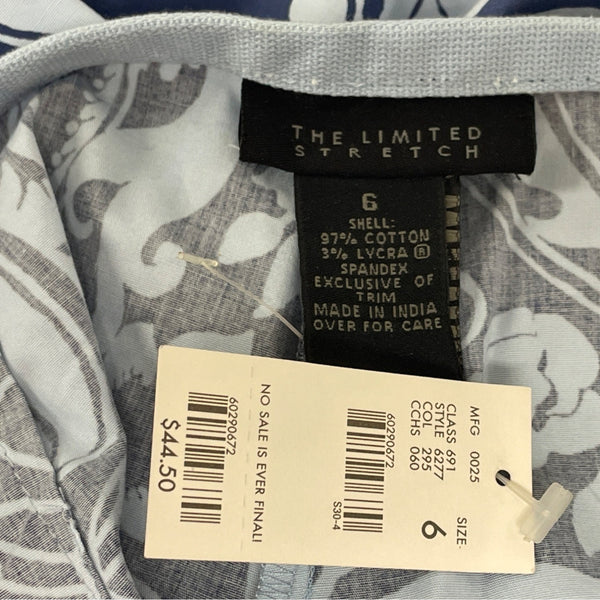 THE LIMITED
STRETCH
6
SHELL:
97% COTTON
3% LYCRA ®
SPANDEX
EXCLUSIVE OF
TRIM
MADE IN INDIA
OVER FOR CARE
MFG 0025
CLASS 691
STYLE 6277
COL 295
CCHS 060
SIZE-
6
60290672
S30-4
NO SALE IS EVER FINAL!
60290672
$44.50